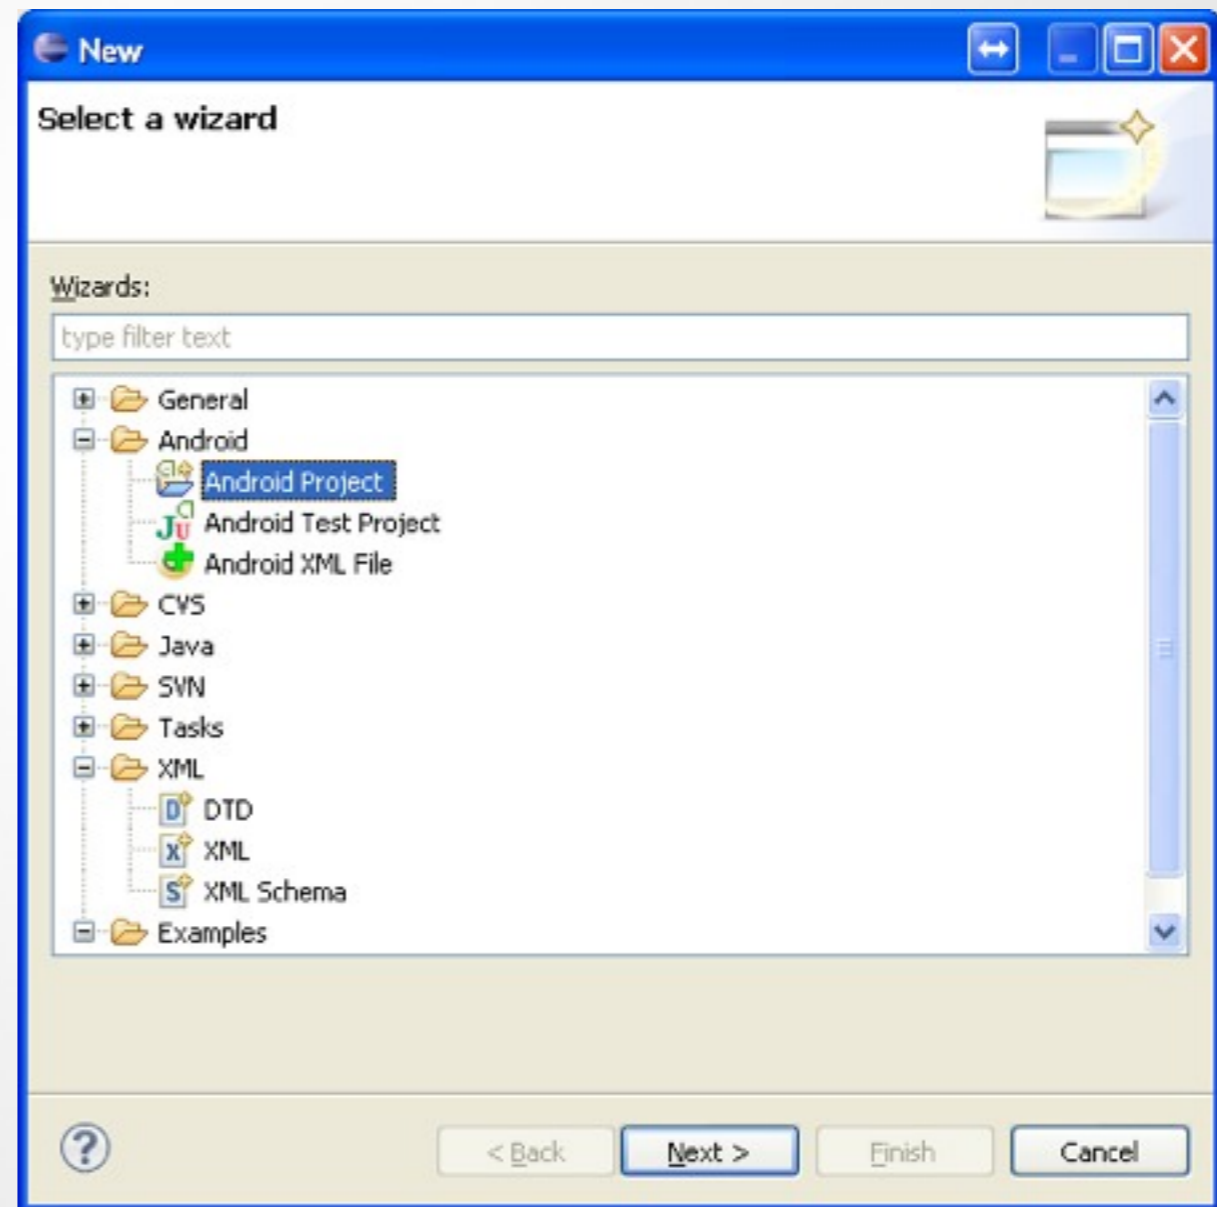 New
Select a wizard
Wizards:
type filter text
General
Android
Android Project
Android Test Project
Android XML File
CVS
Java
SVN
Tasks
XML
DTD
XML
XML Schema
Examples
< Back Next > Finish Cancel